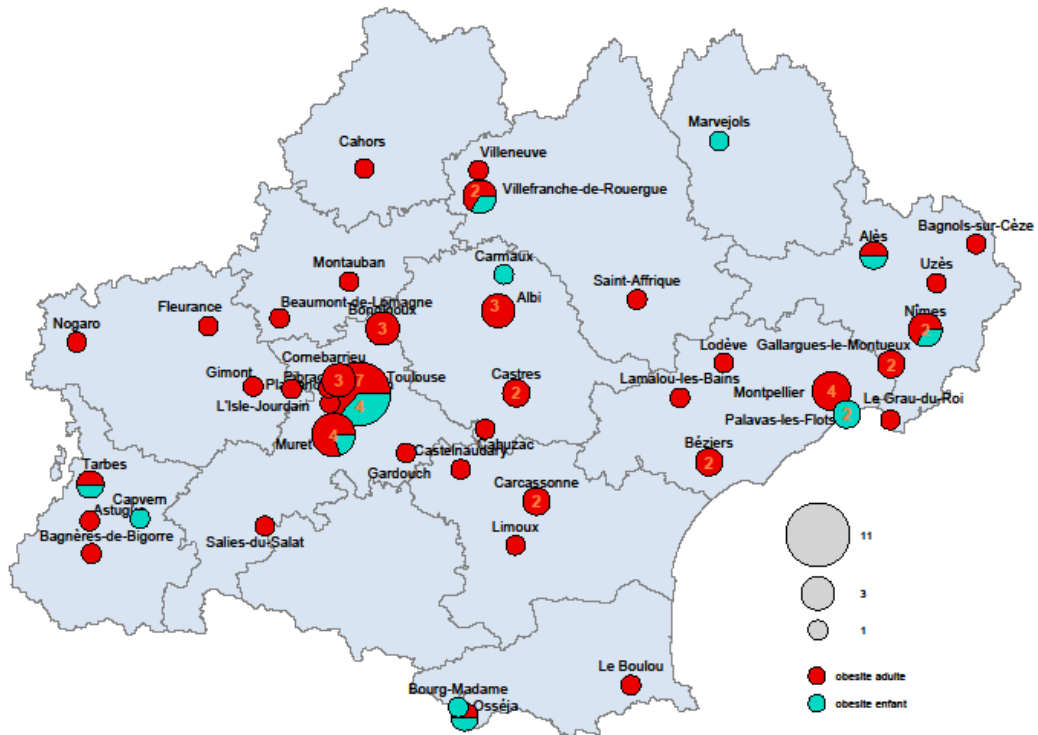 Marvejols
Cahors
Villeneuve
2
Villefranche-de-Rouergue
Bagnols-sur-Cèze
Alès
Carmaux
Uzès
Montauban
Saint-Affrique
Beaumont-de-Lomagne
Fleurance
3
Albi
Bondigoux
3
Nîmes
2
Nogaro
Gallargues-le-Montueux
2
Lodève
Cornebarrieu
3
7
Toulouse
4
Gimont
Castres
2
Lamalou-les-Bains
Montpellier
4
Le Grau-du-Roi
L'Isle-Jourdain
Palavas-les-Flots
2
Muret
4
Cahuzac
Béziers
2
Castelnaudary
Gardouch
Tarbes
Capvern
Carcassonne
2
Astugue
Bagnères-de-Bigorre
Salies-du-Salat
Limoux
11
3
1
Le Boulou
obesite adulte
Bourg-Madame
Osséja
obesite enfant